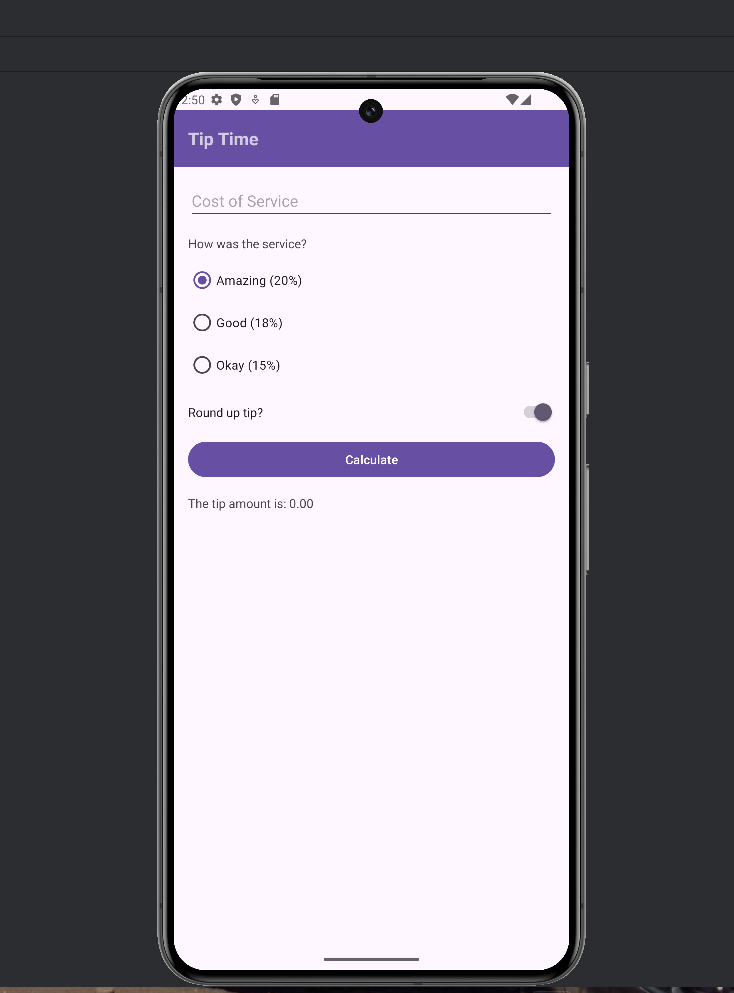 2:50
Tip Time
Cost of Service
How was the service?
Amazing (20%)
Good (18%)
Okay (15%)
Round up tip?
Calculate
The tip amount is: 0.00